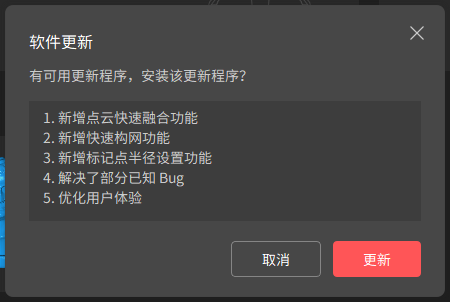 软件更新
有可用更新程序，安装该更新程序？
1. 新增点云快速融合功能
2. 新增快速构网功能
3. 新增标记点半径设置功能
4. 解决了部分已知 Bug
5. 优化用户体验
取消
更新